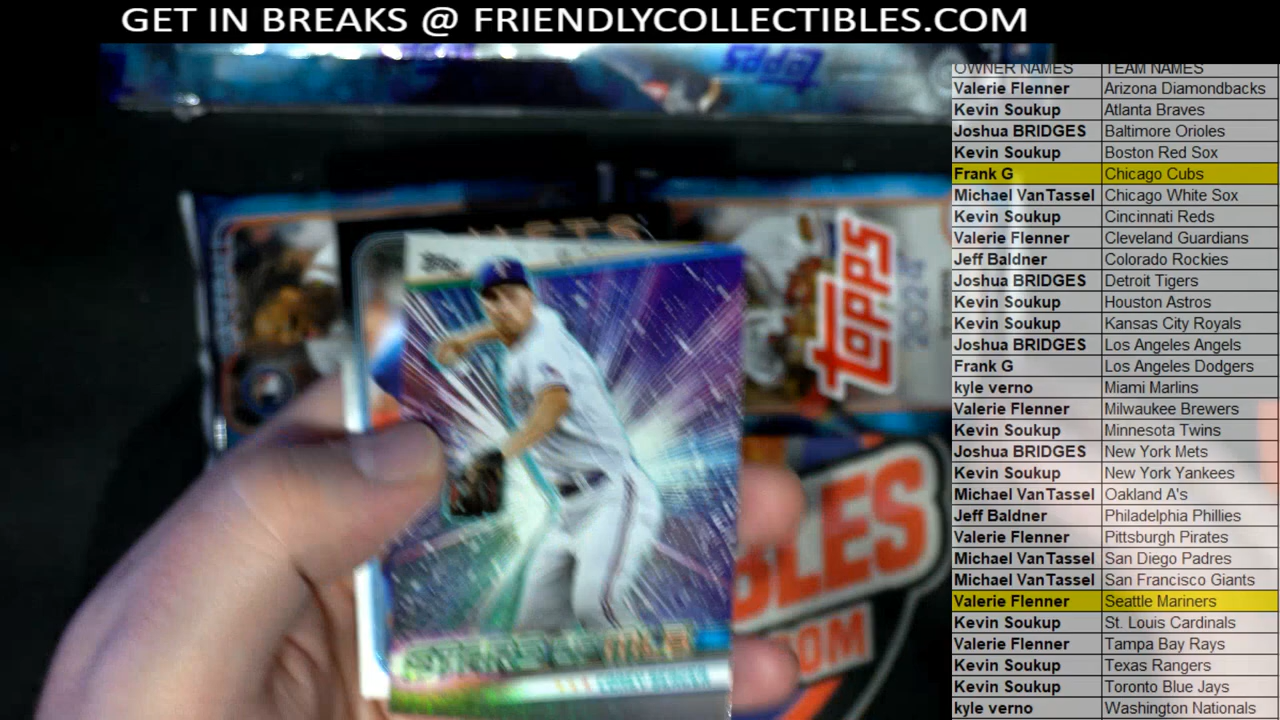 GET IN BREAKS @ FRIENDLYCOLLECTIBLES.COM
topps
OWNER NAMES TEAM NAMES
Valerie Flenner Arizona Diamondbacks
Kevin Soukup Atlanta Braves
Joshua BRIDGES Baltimore Orioles
Kevin Soukup Boston Red Sox
Frank G Chicago Cubs
Michael VanTassel Chicago White Sox
Kevin Soukup Cincinnati Reds
Valerie Flenner Cleveland Guardians
Jeff Baldner Colorado Rockies
Joshua BRIDGES Detroit Tigers
Kevin Soukup Houston Astros
Kevin Soukup Kansas City Royals
Joshua BRIDGES Los Angeles Angels
Frank G Los Angeles Dodgers
kyle verno Miami Marlins
Valerie Flenner Milwaukee Brewers
Kevin Soukup Minnesota Twins
Joshua BRIDGES New York Mets
Kevin Soukup New York Yankees
Michael VanTassel Oakland A's
Jeff Baldner Philadelphia Phillies
Valerie Flenner Pittsburgh Pirates
Michael VanTassel San Diego Padres
Michael VanTassel San Francisco Giants
Valerie Flenner Seattle Mariners
Kevin Soukup St. Louis Cardinals
Valerie Flenner Tampa Bay Rays
Kevin Soukup Texas Rangers
Kevin Soukup Toronto Blue Jays
kyle verno Washington Nationals
METS
topps
2024
STARS OF MLB
IBLES
.COM